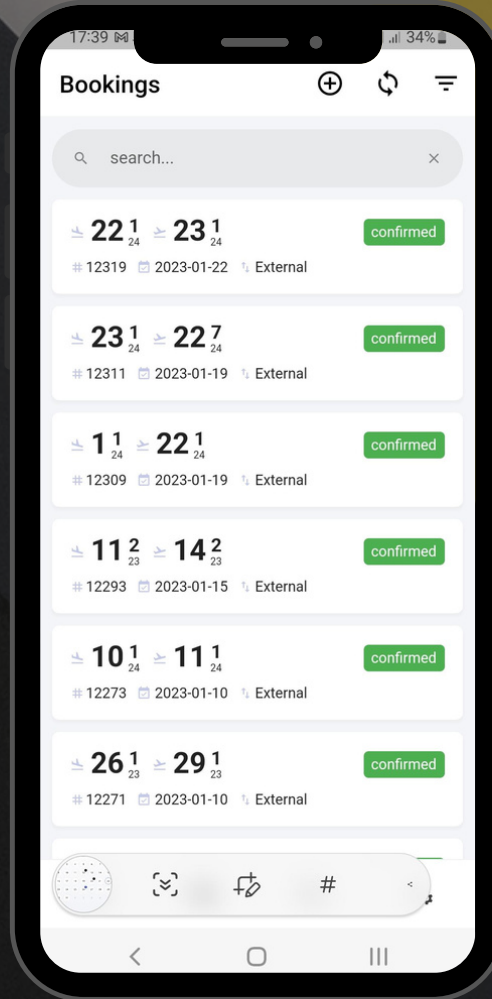 17:39 34%
Bookings
search...
22 1 24 23 1 24 confirmed
# 12319 2023-01-22 External
23 1 24 22 7 24 confirmed
# 12311 2023-01-19 External
1 1 24 22 1 24 confirmed
# 12309 2023-01-19 External
11 2 23 14 2 23 confirmed
# 12293 2023-01-15 External
10 1 24 11 1 24 confirmed
# 12273 2023-01-10 External
26 1 23 29 1 23 confirmed
# 12271 2023-01-10 External
#